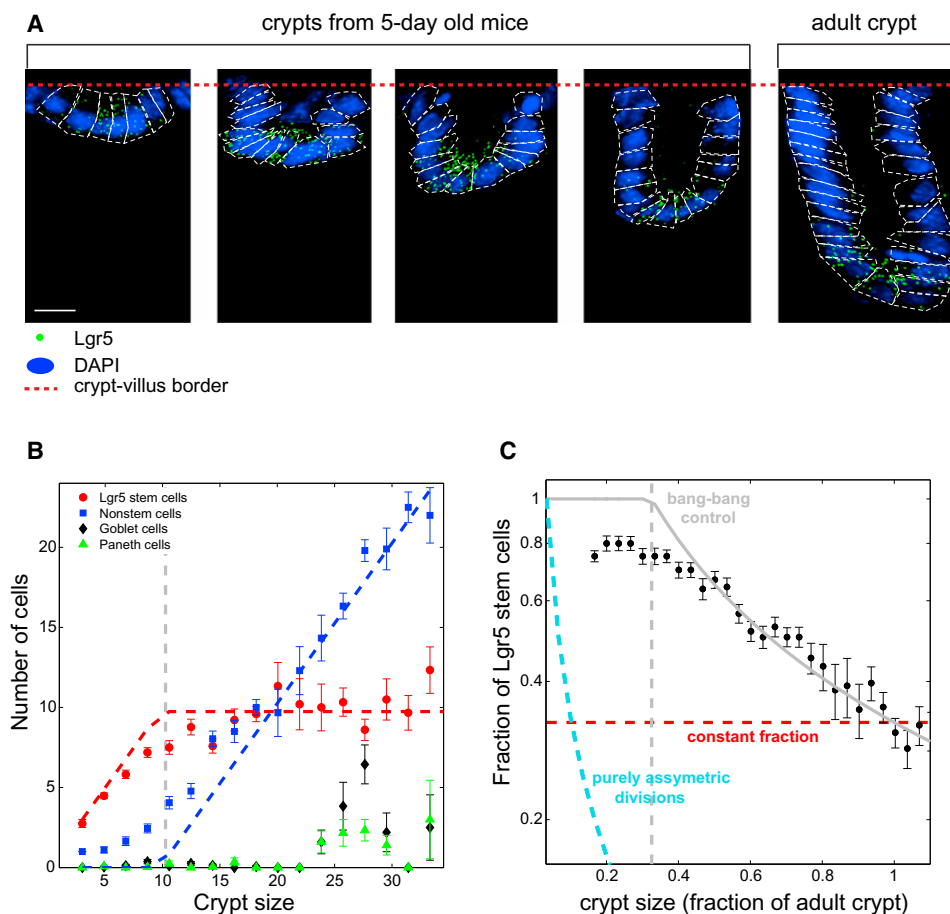 A
crypts from 5-day old mice
adult crypt
Lgr5
DAPI
crypt-villus border
B
Number of cells
20
15
10
5
0
Lgr5 stem cells
Nonstem cells
Goblet cells
Paneth cells
5
10
15
20
25
30
Crypt size
C
Fraction of Lgr5 stem cells
1
0.8
0.6
0.4
0.2
bang-bang
control
constant fraction
purely assymetric
divisions
0.2
0.4
0.6
0.8
1
crypt size (fraction of adult crypt)